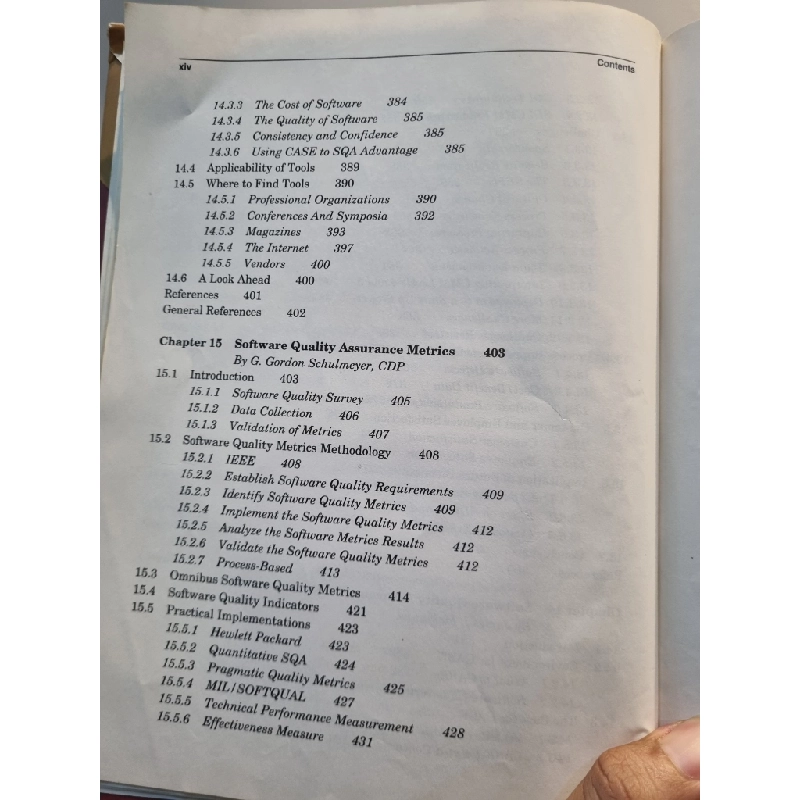 xiv Contents
14.3.3 The Cost of Software 384
14.3.4 The Quality of Software 385
14.3.5 Consistency and Confidence 385
14.3.6 Using CASE to SQA Advantage 385
14.4 Applicability of Tools 389
14.5 Where to Find Tools 390
14.5.1 Professional Organizations 390
14.5.2 Conferences And Symposia 392
14.5.3 Magazines 393
14.5.4 The Internet 397
14.5.5 Vendors 400
14.6 A Look Ahead 400
References 401
General References 402
Chapter 15 Software Quality Assurance Metrics 403
By G. Gordon Schulmeyer, CDP
15.1 Introduction 403
15.1.1 Software Quality Survey 405
15.1.2 Data Collection 406
15.1.3 Validation of Metrics 407
15.2 Software Quality Metrics Methodology 408
15.2.1 IEEE 408
15.2.2 Establish Software Quality Requirements 409
15.2.3 Identify Software Quality Metrics 409
15.2.4 Implement the Software Quality Metrics 412
15.2.5 Analyze the Software Metrics Results 412
15.2.6 Validate the Software Quality Metrics 412
15.2.7 Process-Based 413
15.3 Omnibus Software Quality Metrics 414
15.4 Software Quality Indicators 421
15.5 Practical Implementations 423
15.5.1 Hewlett Packard 423
15.5.2 Quantitative SQA 424
15.5.3 Pragmatic Quality Metrics 425
15.5.4 MIL/SOFTQUAL 427
15.5.5 Technical Performance Measurement 428
15.5.6 Effectiveness Measure 431